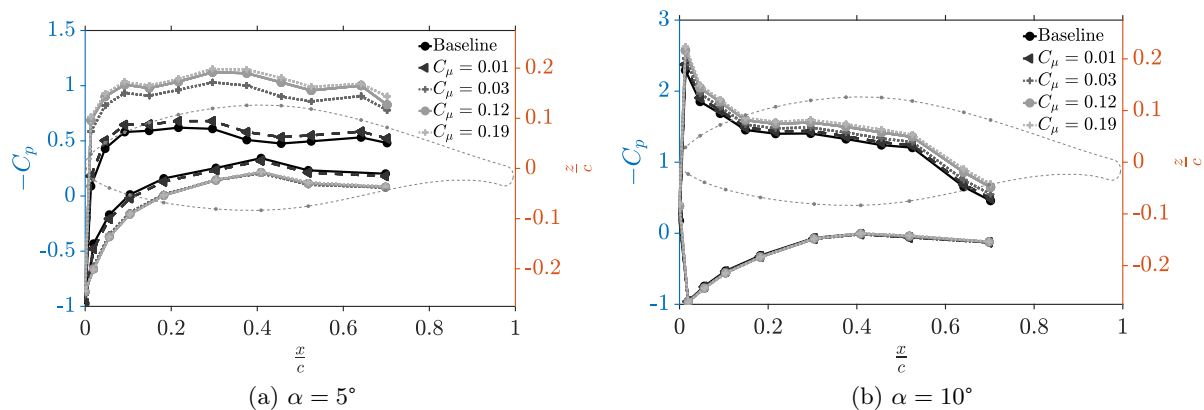 1.5
1
0.5
0
-0.5
-1
−C_p
0
0.2
0.4
0.6
0.8
1
x/c
0.2
0.1
0
-0.1
-0.2
z/c
Baseline
C_μ = 0.01
C_μ = 0.03
C_μ = 0.12
C_μ = 0.19
(a) α = 5°
3
2
1
0
-1
−C_p
0
0.2
0.4
0.6
0.8
1
x/c
0.2
0.1
0
-0.1
-0.2
z/c
Baseline
C_μ = 0.01
C_μ = 0.03
C_μ = 0.12
C_μ = 0.19
(b) α = 10°